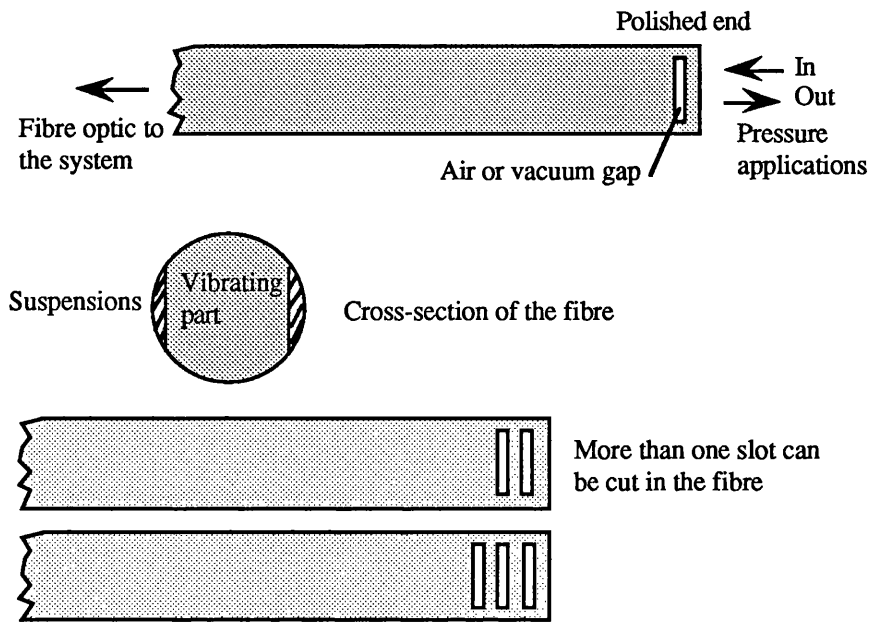 Polished end
In
Out
Fibre optic to
the system
Pressure
applications
Air or vacuum gap
Suspensions
Vibrating
part
Cross-section of the fibre
More than one slot can
be cut in the fibre